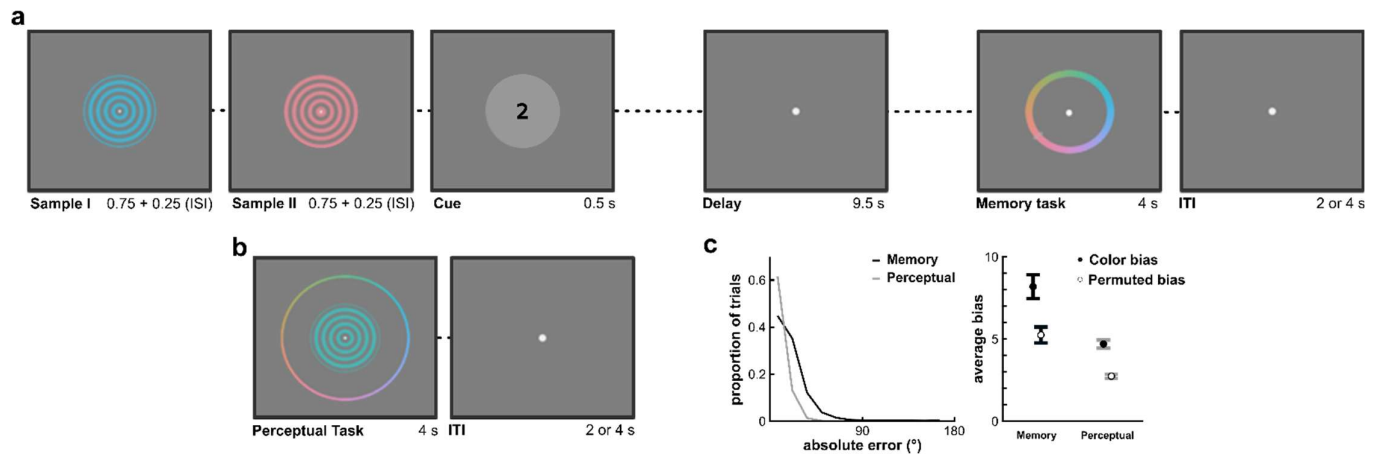 a
2
Sample I 0.75 + 0.25 (ISI)
Sample II 0.75 + 0.25 (ISI)
Cue 0.5 s
Delay 9.5 s
Memory task 4 s
ITI 2 or 4 s
b
Perceptual Task 4 s
ITI 2 or 4 s
c
Memory
Perceptual
proportion of trials
0.6
0.4
0.2
0
90
180
absolute error (°)
Color bias
Permuted bias
average bias
10
5
0
Memory
Perceptual